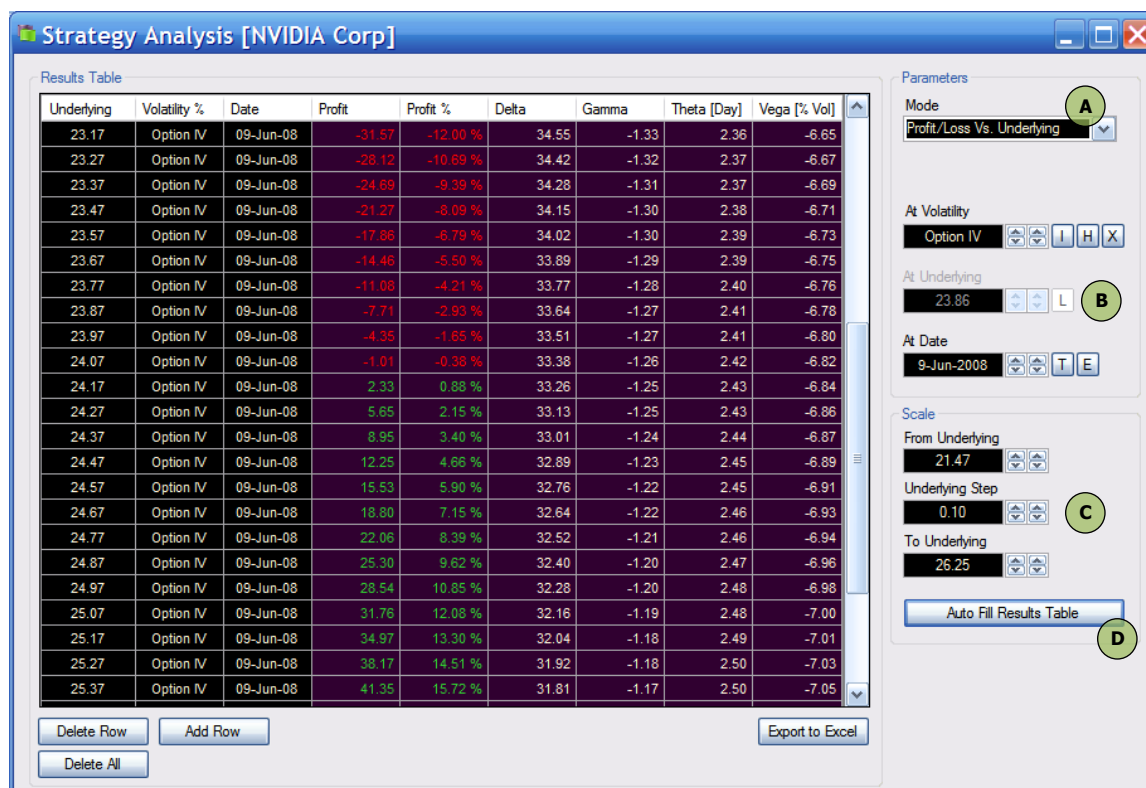 Strategy Analysis [NVIDIA Corp]
Results Table
Underlying Volatility % Date Profit Profit % Delta Gamma Theta [Day] Vega [% Vol]
23.17 Option IV 09-Jun-08 -31.57 -12.00 % 34.55 -1.33 2.36 -6.65
23.27 Option IV 09-Jun-08 -28.12 -10.69 % 34.42 -1.32 2.37 -6.67
23.37 Option IV 09-Jun-08 -24.69 -9.39 % 34.28 -1.31 2.37 -6.69
23.47 Option IV 09-Jun-08 -21.27 -8.09 % 34.15 -1.30 2.38 -6.71
23.57 Option IV 09-Jun-08 -17.86 -6.79 % 34.02 -1.30 2.39 -6.73
23.67 Option IV 09-Jun-08 -14.46 -5.50 % 33.89 -1.29 2.39 -6.75
23.77 Option IV 09-Jun-08 -11.08 -4.21 % 33.77 -1.28 2.40 -6.76
23.87 Option IV 09-Jun-08 -7.71 -2.93 % 33.64 -1.27 2.41 -6.78
23.97 Option IV 09-Jun-08 -4.35 -1.65 % 33.51 -1.27 2.41 -6.80
24.07 Option IV 09-Jun-08 -1.01 -0.38 % 33.38 -1.26 2.42 -6.82
24.17 Option IV 09-Jun-08 2.33 0.88 % 33.26 -1.25 2.43 -6.84
24.27 Option IV 09-Jun-08 5.65 2.15 % 33.13 -1.25 2.43 -6.86
24.37 Option IV 09-Jun-08 8.95 3.40 % 33.01 -1.24 2.44 -6.87
24.47 Option IV 09-Jun-08 12.25 4.66 % 32.89 -1.23 2.45 -6.89
24.57 Option IV 09-Jun-08 15.53 5.90 % 32.76 -1.22 2.45 -6.91
24.67 Option IV 09-Jun-08 18.80 7.15 % 32.64 -1.22 2.46 -6.93
24.77 Option IV 09-Jun-08 22.06 8.39 % 32.52 -1.21 2.46 -6.94
24.87 Option IV 09-Jun-08 25.30 9.62 % 32.40 -1.20 2.47 -6.96
24.97 Option IV 09-Jun-08 28.54 10.85 % 32.28 -1.20 2.48 -6.98
25.07 Option IV 09-Jun-08 31.76 12.08 % 32.16 -1.19 2.48 -7.00
25.17 Option IV 09-Jun-08 34.97 13.30 % 32.04 -1.18 2.49 -7.01
25.27 Option IV 09-Jun-08 38.17 14.51 % 31.92 -1.18 2.50 -7.03
25.37 Option IV 09-Jun-08 41.35 15.72 % 31.81 -1.17 2.50 -7.05
Delete Row Add Row Export to Excel
Delete All
Parameters
Mode A
Profit/Loss Vs. Underlying
At Volatility
Option IV I H X
At Underlying
23.86 L B
At Date
9-Jun-2008 T E
Scale
From Underlying
21.47
Underlying Step
0.10 C
To Underlying
26.25
Auto Fill Results Table
D